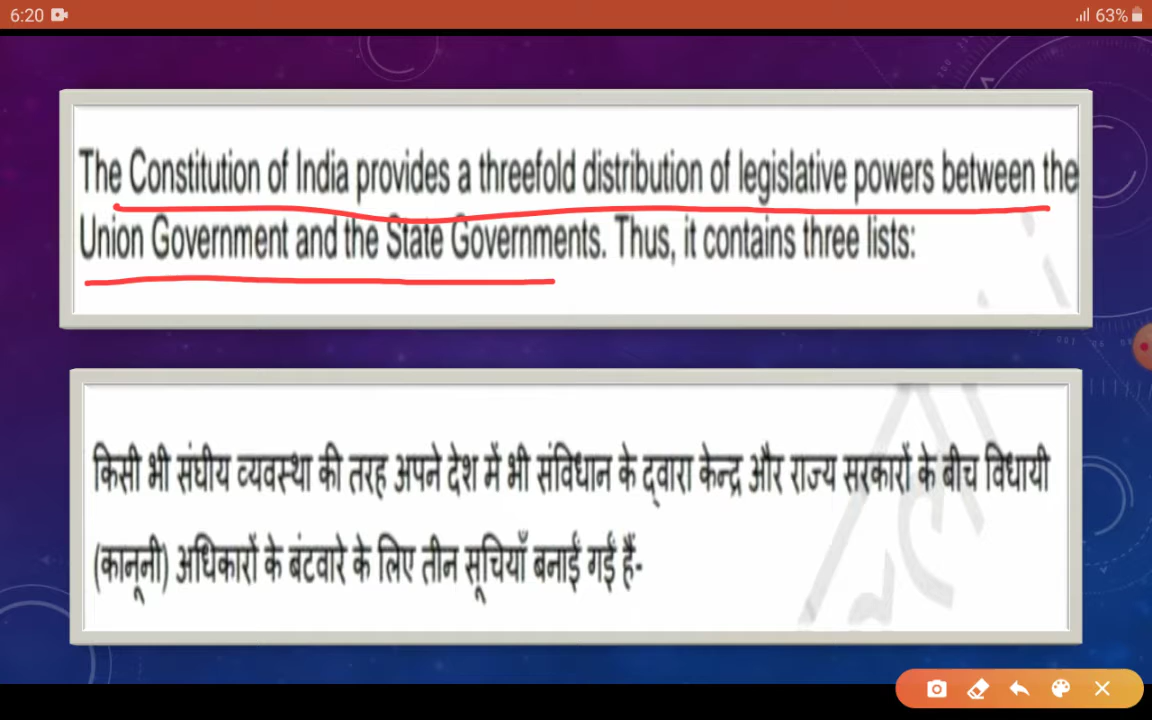 6:20
63%
The Constitution of India provides a threefold distribution of legislative powers between the
Union Government and the State Governments. Thus, it contains three lists:
किसी भी संघीय व्यवस्था की तरह अपने देश में भी संविधान के द्वारा केन्द्र और राज्य सरकारों के बीच विधायी
(कानूनी) अधिकारों के बंटवारे के लिए तीन सूचियाँ बनाईं गईं हैं-